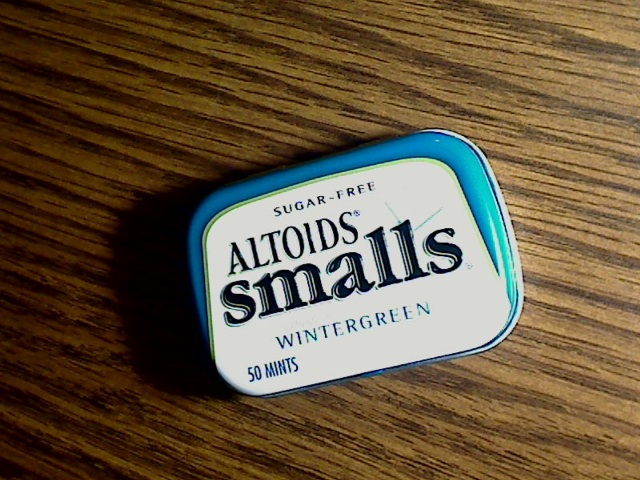 SUGAR-FREE
ALTOIDS®
smalls®
WINTERGREEN
50 MINTS